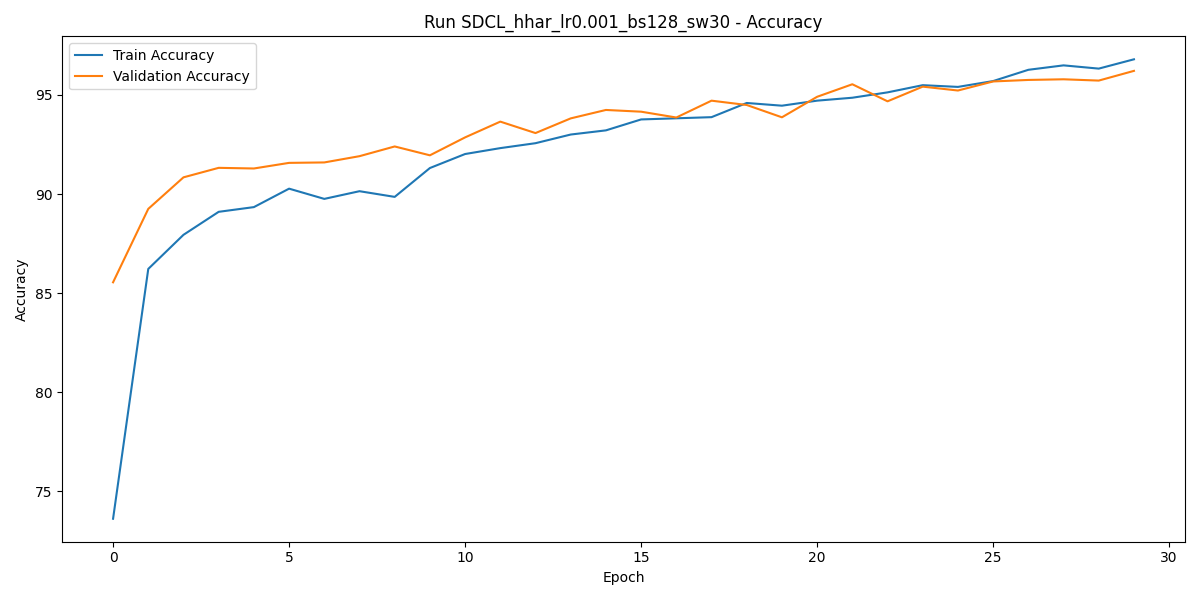 Run SDCL_hhar_lr0.001_bs128_sw30 - Accuracy
Train Accuracy
Validation Accuracy
95
90
85
80
75
Accuracy
0 5 10 15 20 25 30
Epoch